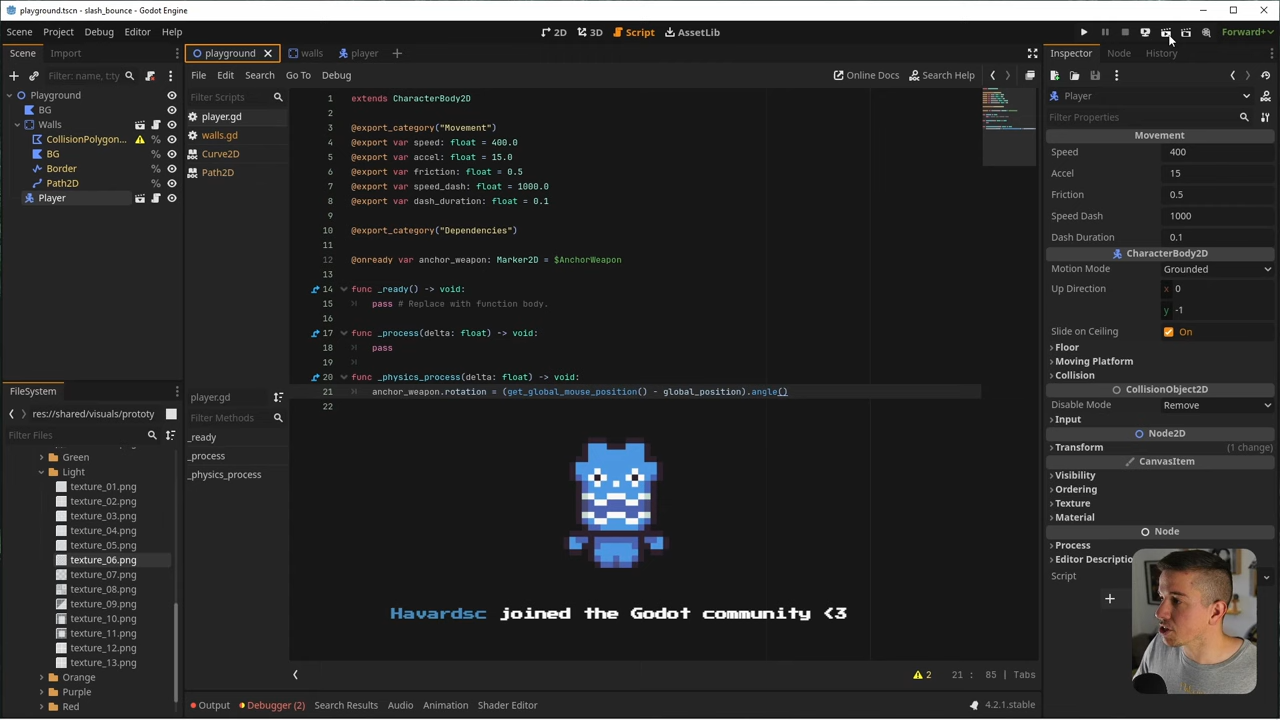 playground.tscn - slash_bounce - Godot Engine
Scene Project Debug Editor Help
2D 3D Script AssetLib
Forward+
Scene Import
playground walls player
Inspector Node History
Filter: name, t:ty
File Edit Search Go To Debug
Online Docs Search Help
Playground
BG
Walls
CollisionPolygon...
BG
Border
Path2D
Player
Filter Scripts
player.gd
walls.gd
Curve2D
Path2D
player.gd
Filter Methods
_ready
_process
_physics_process
1 extends CharacterBody2D
2
3 @export_category("Movement")
4 @export var speed: float = 400.0
5 @export var accel: float = 15.0
6 @export var friction: float = 0.5
7 @export var speed_dash: float = 1000.0
8 @export var dash_duration: float = 0.1
9
10 @export_category("Dependencies")
11
12 @onready var anchor_weapon: Marker2D = $AnchorWeapon
13
14 func _ready() -> void:
15 pass # Replace with function body.
16
17 func _process(delta: float) -> void:
18 pass
19
20 func _physics_process(delta: float) -> void:
21 anchor_weapon.rotation = (get_global_mouse_position() - global_position).angle()
22
Havardsc joined the Godot community <3
2 21 : 85 | Tabs
Output Debugger (2) Search Results Audio Animation Shader Editor
4.2.1.stable
FileSystem
res://shared/visuals/prototy
Filter Files
Green
Light
texture_01.png
texture_02.png
texture_03.png
texture_04.png
texture_05.png
texture_06.png
texture_07.png
texture_08.png
texture_09.png
texture_10.png
texture_11.png
texture_12.png
texture_13.png
Orange
Purple
Red
Player
Filter Properties
Movement
Speed 400
Accel 15
Friction 0.5
Speed Dash 1000
Dash Duration 0.1
CharacterBody2D
Motion Mode Grounded
Up Direction x 0
y -1
Slide on Ceiling On
Floor
Moving Platform
Collision
CollisionObject2D
Disable Mode Remove
Input
Node2D
Transform (1 change)
CanvasItem
Visibility
Ordering
Texture
Material
Node
Process
Editor Descriptio
Script